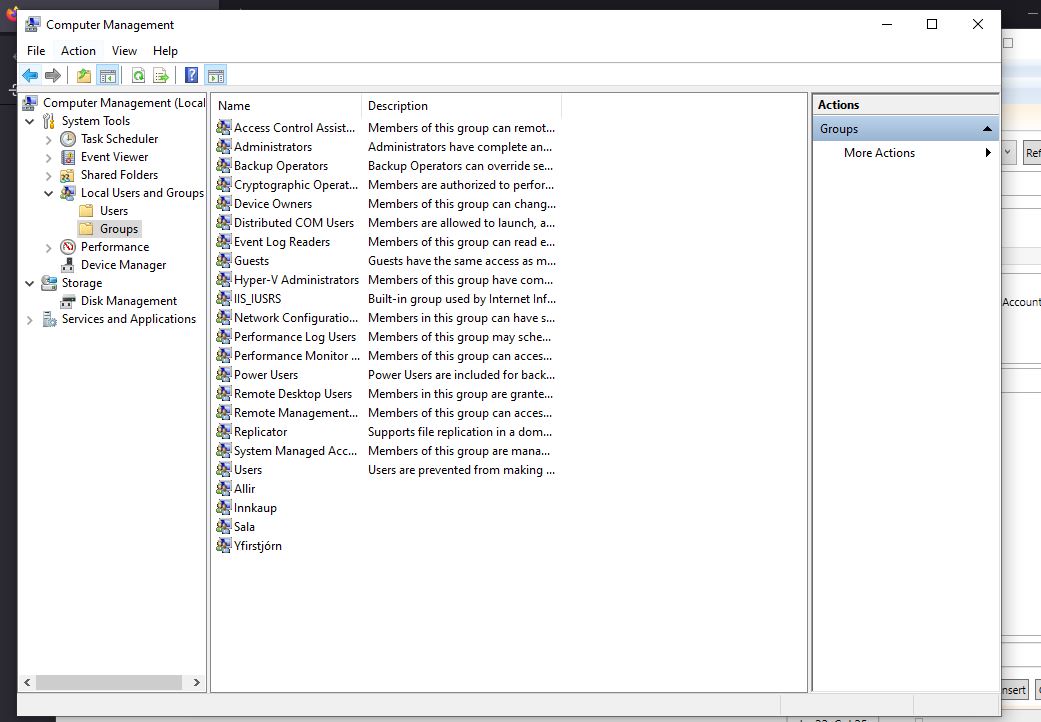 Computer Management
File Action View Help
Computer Management (Local
System Tools
Task Scheduler
Event Viewer
Shared Folders
Local Users and Groups
Users
Groups
Performance
Device Manager
Storage
Disk Management
Services and Applications
Name Description
Access Control Assist... Members of this group can remot...
Administrators Administrators have complete an...
Backup Operators Backup Operators can override se...
Cryptographic Operat... Members are authorized to perfor...
Device Owners Members of this group can chang...
Distributed COM Users Members are allowed to launch, a...
Event Log Readers Members of this group can read e...
Guests Guests have the same access as m...
Hyper-V Administrators Members of this group have com...
IIS_IUSRS Built-in group used by Internet Inf...
Network Configuratio... Members in this group can have s...
Performance Log Users Members of this group may sche...
Performance Monitor ... Members of this group can acces...
Power Users Power Users are included for back...
Remote Desktop Users Members in this group are grante...
Remote Management... Members of this group can acces...
Replicator Supports file replication in a dom...
System Managed Acc... Members of this group are mana...
Users Users are prevented from making ...
Allir
Innkaup
Sala
Yfirstjórn
Actions
Groups
More Actions
Ref
Account
nsert